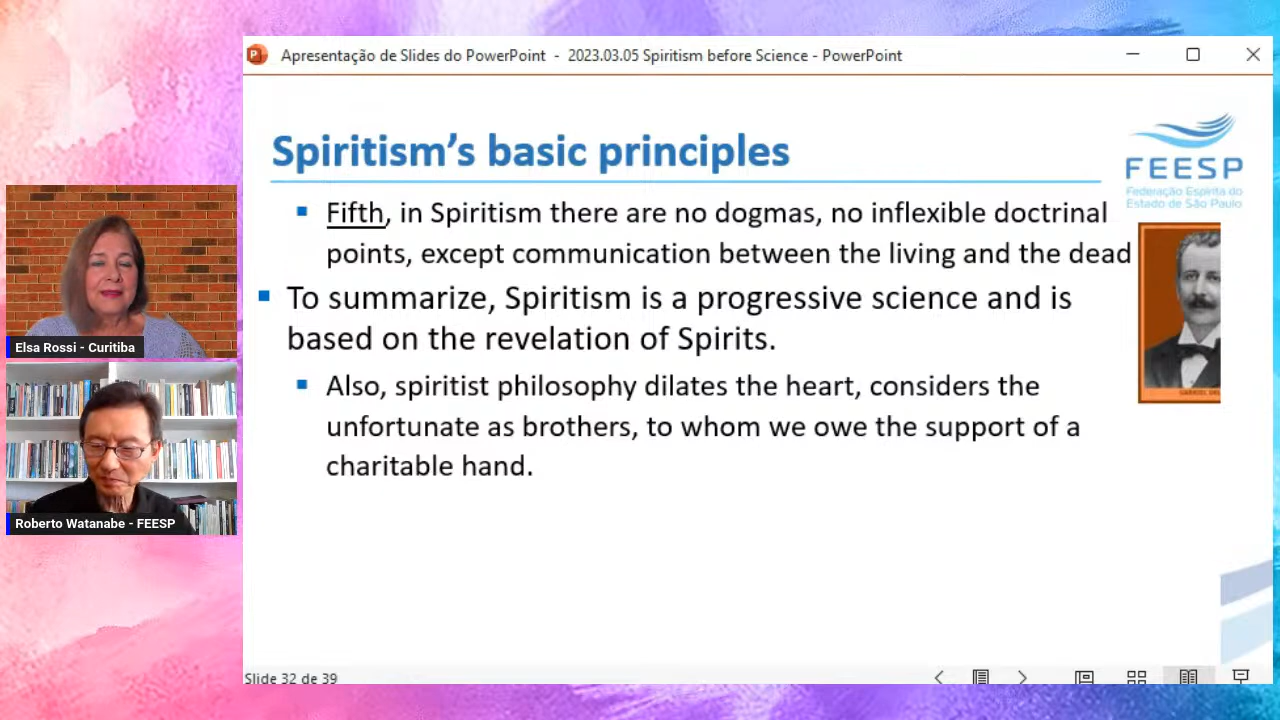 Apresentação de Slides do PowerPoint - 2023.03.05 Spiritism before Science - PowerPoint
Spiritism's basic principles
FEESP
Federação Espírita do
Estado de São Paulo
Fifth, in Spiritism there are no dogmas, no inflexible doctrinal
points, except communication between the living and the dead
To summarize, Spiritism is a progressive science and is
based on the revelation of Spirits.
Also, spiritist philosophy dilates the heart, considers the
unfortunate as brothers, to whom we owe the support of a
charitable hand.
GABRIEL
Elsa Rossi - Curitiba
Roberto Watanabe - FEESP
Slide 32 de 39